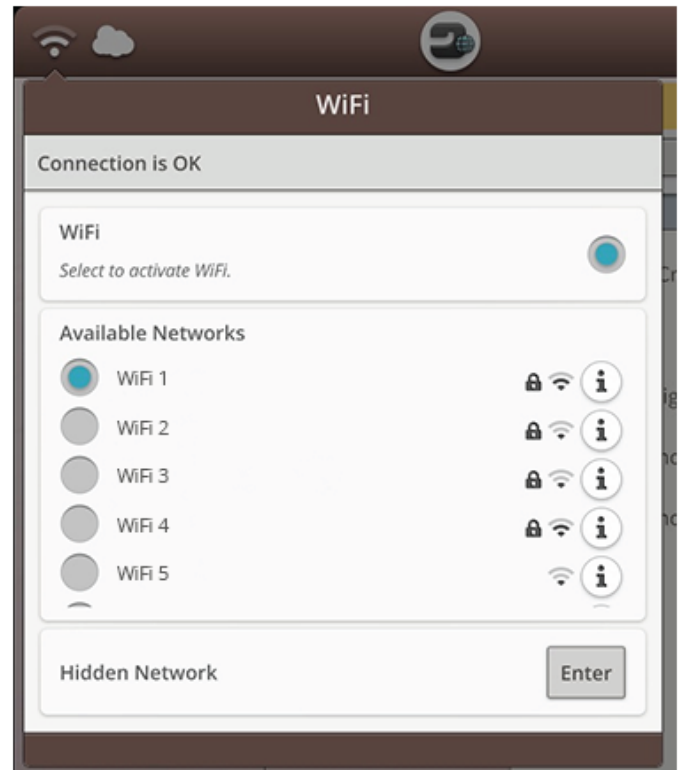 WiFi
Connection is OK
WiFi
Select to activate WiFi.
Available Networks
WiFi 1
WiFi 2
WiFi 3
WiFi 4
WiFi 5
Hidden Network
Enter